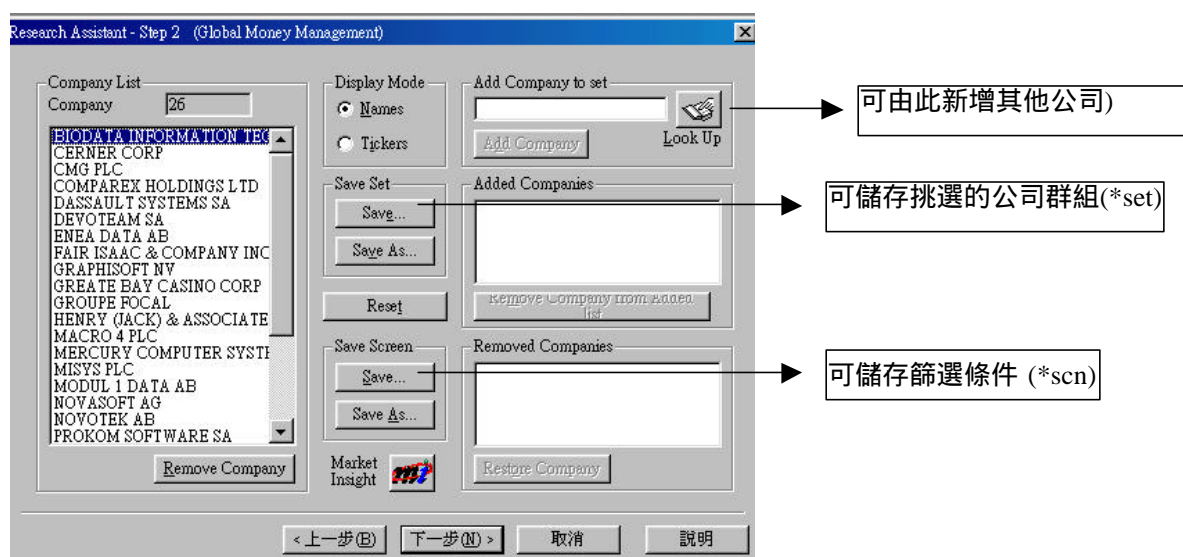 Research Assistant - Step 2 (Global Money Management)
Company List
Company 26
BIODATA INFORMATION TEC
CERNER CORP
CMG PLC
COMPAREX HOLDINGS LTD
DASSAULT SYSTEMS SA
DEVOTEAM SA
ENEA DATA AB
FAIR ISAAC & COMPANY INC
GRAPHISOFT NV
GREATE BAY CASINO CORP
GROUPE FOCAL
HENRY (JACK) & ASSOCIATE
MACRO 4 PLC
MERCURY COMPUTER SYSTE
MISYS PLC
MODUL 1 DATA AB
NOVASOFT AG
NOVOTEK AB
PROKOM SOFTWARE SA
Remove Company
Display Mode
Names
Tickers
Save Set
Save...
Save As...
Reset
Save Screen
Save...
Save As...
Market
Insight
mi
Add Company to set
Add Company
Look Up
Added Companies
Remove Company from Added
list
Removed Companies
Restore Company
可由此新增其他公司)
可儲存挑選的公司群組(*set)
可儲存篩選條件 (*scn)
<上一步(B)
下一步(N) >
取消
說明